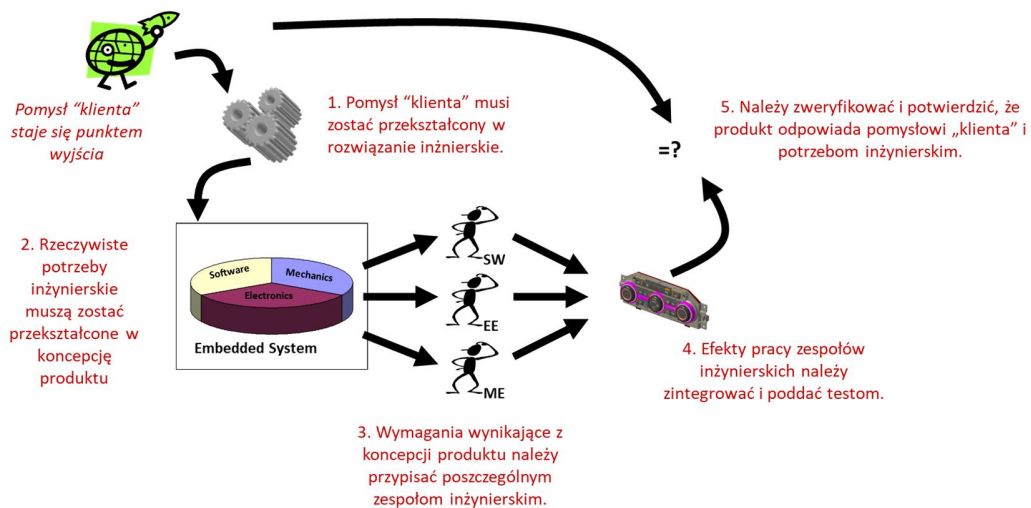 Pomysł “klienta”
staje się punktem
wyjścia
1. Pomysł “klienta” musi
zostać przekształcony w
rozwiązanie inżnierskie.
=?
5. Należy zweryfikować i potwierdzić, że
produkt odpowiada pomysłowi „klienta” i
potrzebom inżynierskim.
2. Rzeczywiste
potrzeby
inżynierskie
muszą zostać
przekształcone w
koncepcję
produktu
Software
Mechanics
Electronics
Embedded System
SW
EE
ME
4. Efekty pracy zespołów
inżynierskich należy
zintegrować i poddać testom.
3. Wymagania wynikające z
koncepcji produktu należy
przypisać poszczególnym
zespołom inżynierskim.